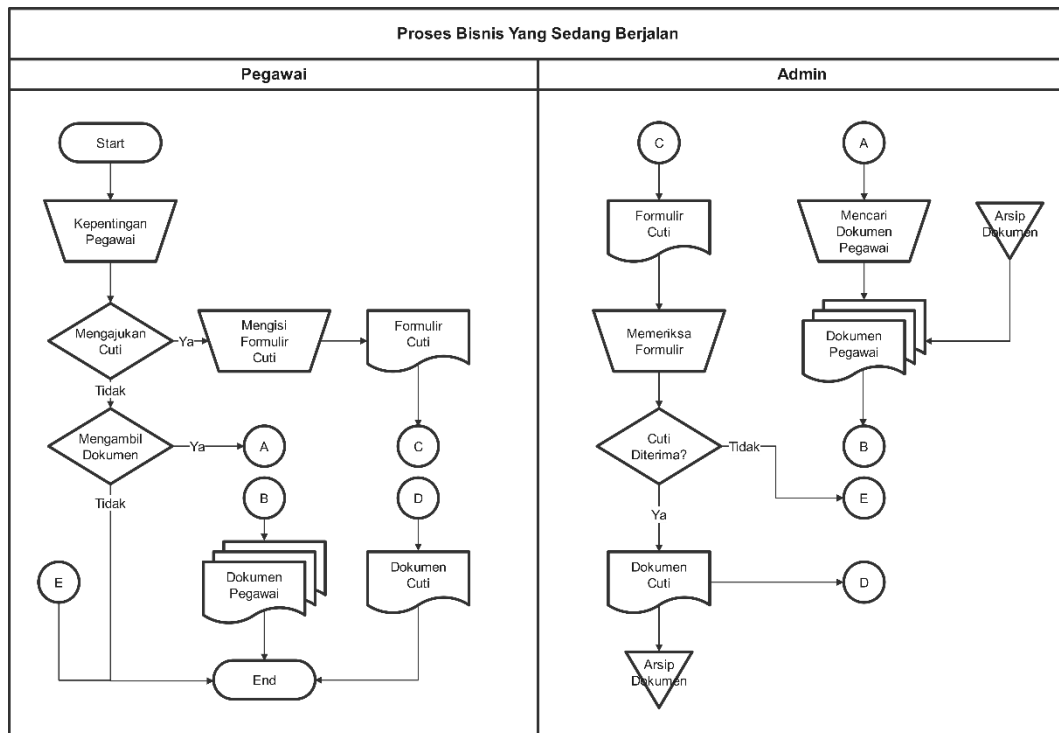 Proses Bisnis Yang Sedang Berjalan
Pegawai
Admin
Start
Kepentingan
Pegawai
Mengajukan
Cuti
Ya
Mengisi
Formulir
Cuti
Formulir
Cuti
Tidak
Mengambil
Dokumen
Ya
A
C
Tidak
B
D
E
Dokumen
Pegawai
Dokumen
Cuti
End
C
A
Formulir
Cuti
Mencari
Dokumen
Pegawai
Arsip
Dokumen
Memeriksa
Formulir
Dokumen
Pegawai
Cuti
Diterima?
Tidak
B
E
Ya
Dokumen
Cuti
D
Arsip
Dokumen